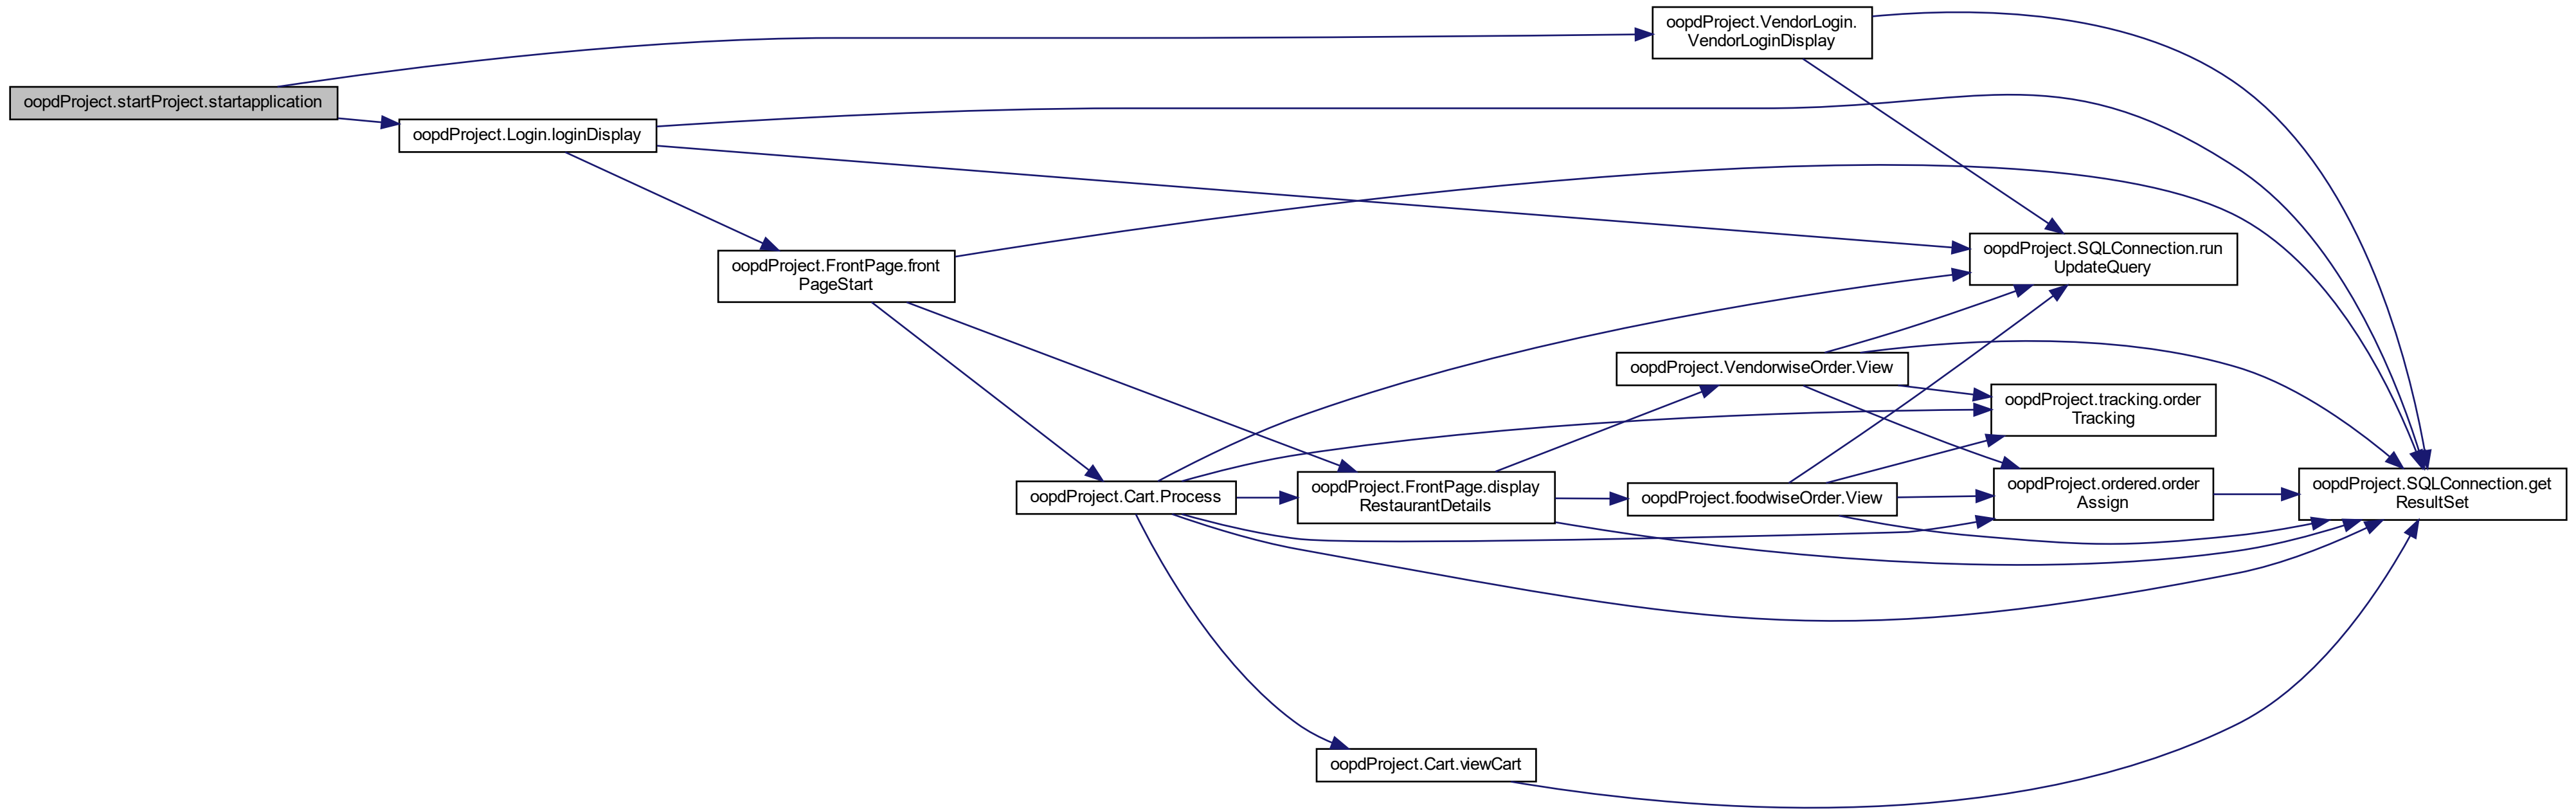 oopdProject.VendorLogin.
VendorLoginDisplay
oopdProject.startProject.startapplication
oopdProject.Login.loginDisplay
oopdProject.FrontPage.front
PageStart
oopdProject.SQLConnection.run
UpdateQuery
oopdProject.VendorwiseOrder.View
oopdProject.tracking.order
Tracking
oopdProject.Cart.Process
oopdProject.FrontPage.display
RestaurantDetails
oopdProject.foodwiseOrder.View
oopdProject.ordered.order
Assign
oopdProject.SQLConnection.get
ResultSet
oopdProject.Cart.viewCart